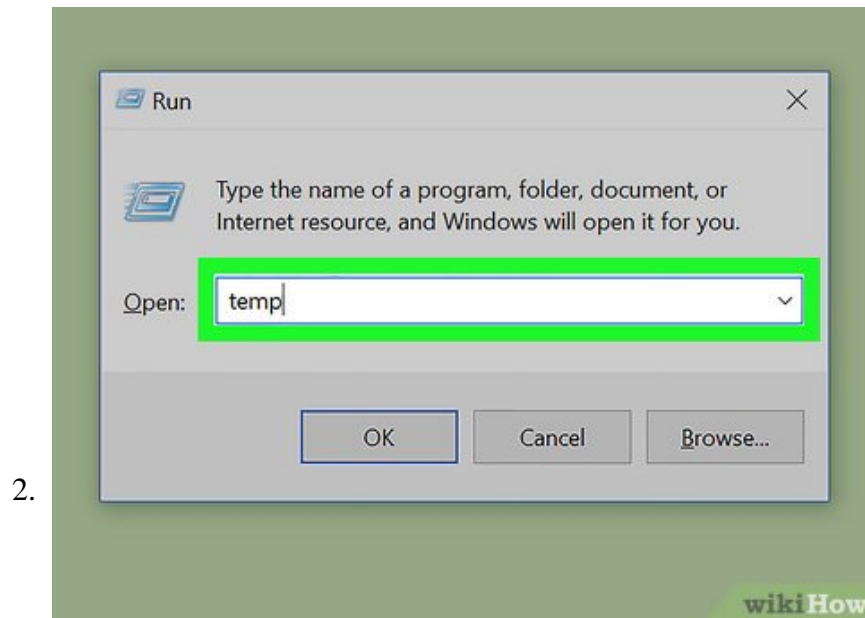 Run
Type the name of a program, folder, document, or
Internet resource, and Windows will open it for you.
Open: temp
OK Cancel Browse...
2.
wikiHow